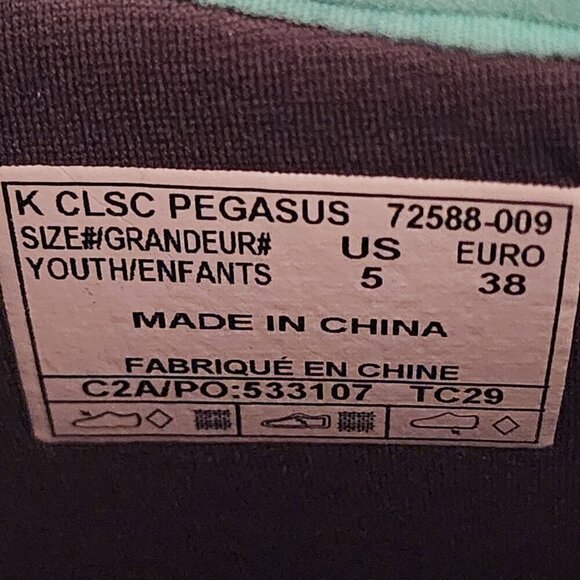 K CLSC PEGASUS 72588-009
SIZE#/GRANDEUR# US EURO
YOUTH/ENFANTS 5 38
MADE IN CHINA
FABRIQUÉ EN CHINE
C2A/PO:533107 TC29